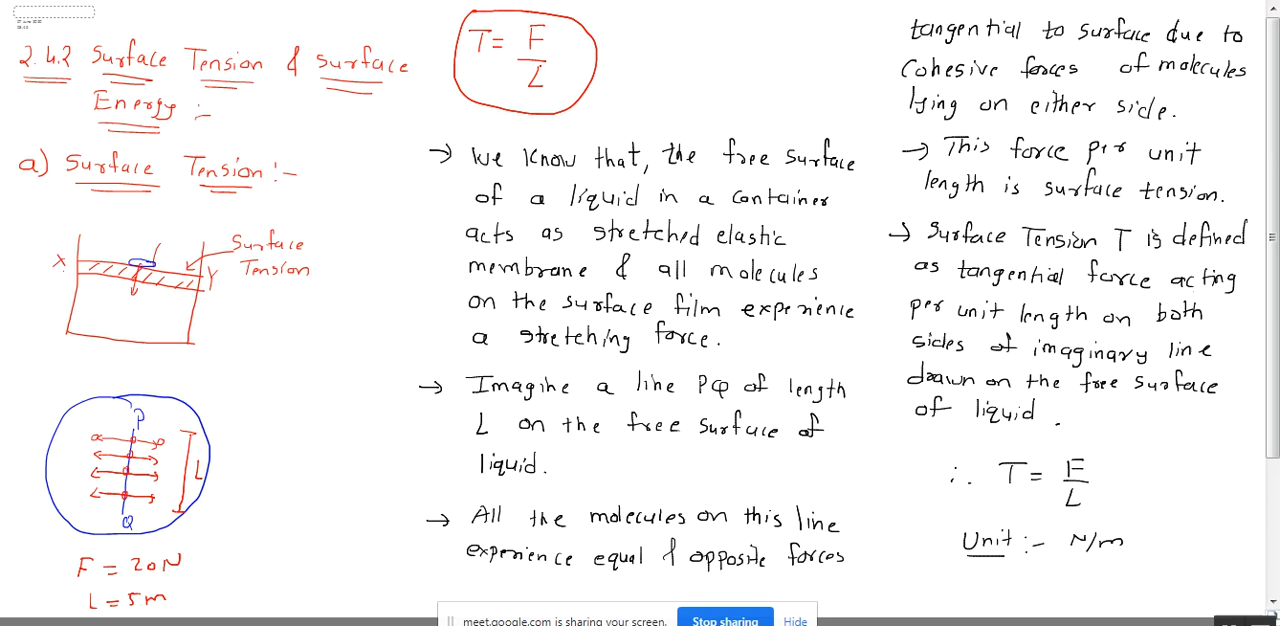 2.4.2 Surface Tension & surface
Energy :-
a) Surface Tension :-
Surface
Tension
X
Y
P
L
Q
F = 20N
L = 5m
T = F
L
→ We know that, the free surface
of a liquid in a container
acts as stretched elastic
membrane & all molecules
on the surface film experience
a stretching force.
→ Imagine a line PQ of length
L on the free surface of
liquid.
→ All the molecules on this line
experience equal & opposite forces
tangential to surface due to
cohesive forces of molecules
lying on either side.
→ This force per unit
length is surface tension.
→ Surface Tension T is defined
as tangential force acting
per unit length on both
sides of imaginary line
drawn on the free surface
of liquid.
∴ T = F
L
Unit :- N/m
meet.google.com is sharing your screen.
Stop sharing
Hide